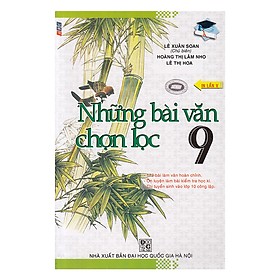 LÊ XUÂN SOAN
(Chủ biên)
HOÀNG THỊ LÂM NHO
LÊ THỊ HOA
Những bài văn
chọn lọc
9
bài làm văn hoàn chỉnh.
Ôn luyện làm bài kiểm tra học kì.
Thi tuyển sinh vào lớp 10 công lập.
NHÀ XUẤT BẢN ĐẠI HỌC QUỐC GIA HÀ NỘI